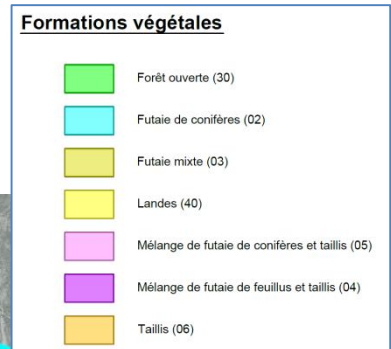 Formations végétales
Forêt ouverte (30)
Futaie de conifères (02)
Futaie mixte (03)
Landes (40)
Mélange de futaie de conifères et taillis (05)
Mélange de futaie de feuillus et taillis (04)
Taillis (06)